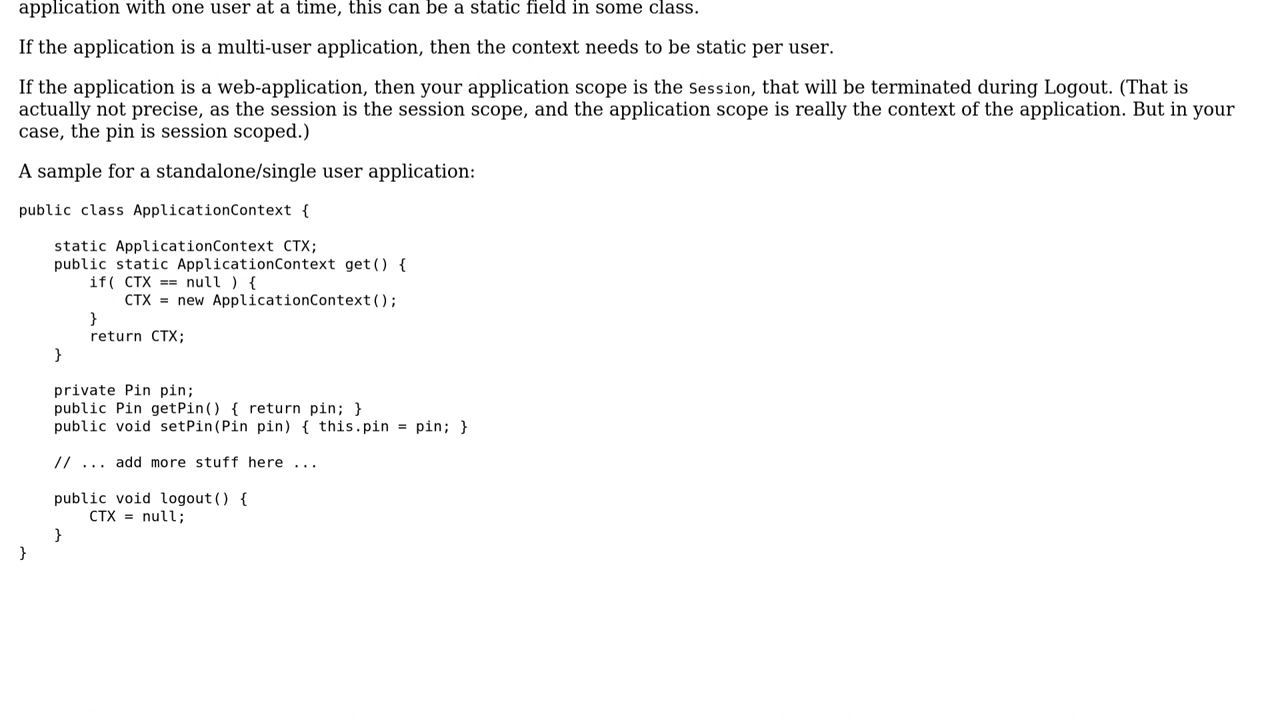 application with one user at a time, this can be a static field in some class.
If the application is a multi-user application, then the context needs to be static per user.
If the application is a web-application, then your application scope is the Session, that will be terminated during Logout. (That is
actually not precise, as the session is the session scope, and the application scope is really the context of the application. But in your
case, the pin is session scoped.)
A sample for a standalone/single user application:
public class ApplicationContext {
    static ApplicationContext CTX;
    public static ApplicationContext get() {
        if( CTX == null ) {
            CTX = new ApplicationContext();
        }
        return CTX;
    }
    private Pin pin;
    public Pin getPin() { return pin; }
    public void setPin(Pin pin) { this.pin = pin; }
    // ... add more stuff here ...
    public void logout() {
        CTX = null;
    }
}